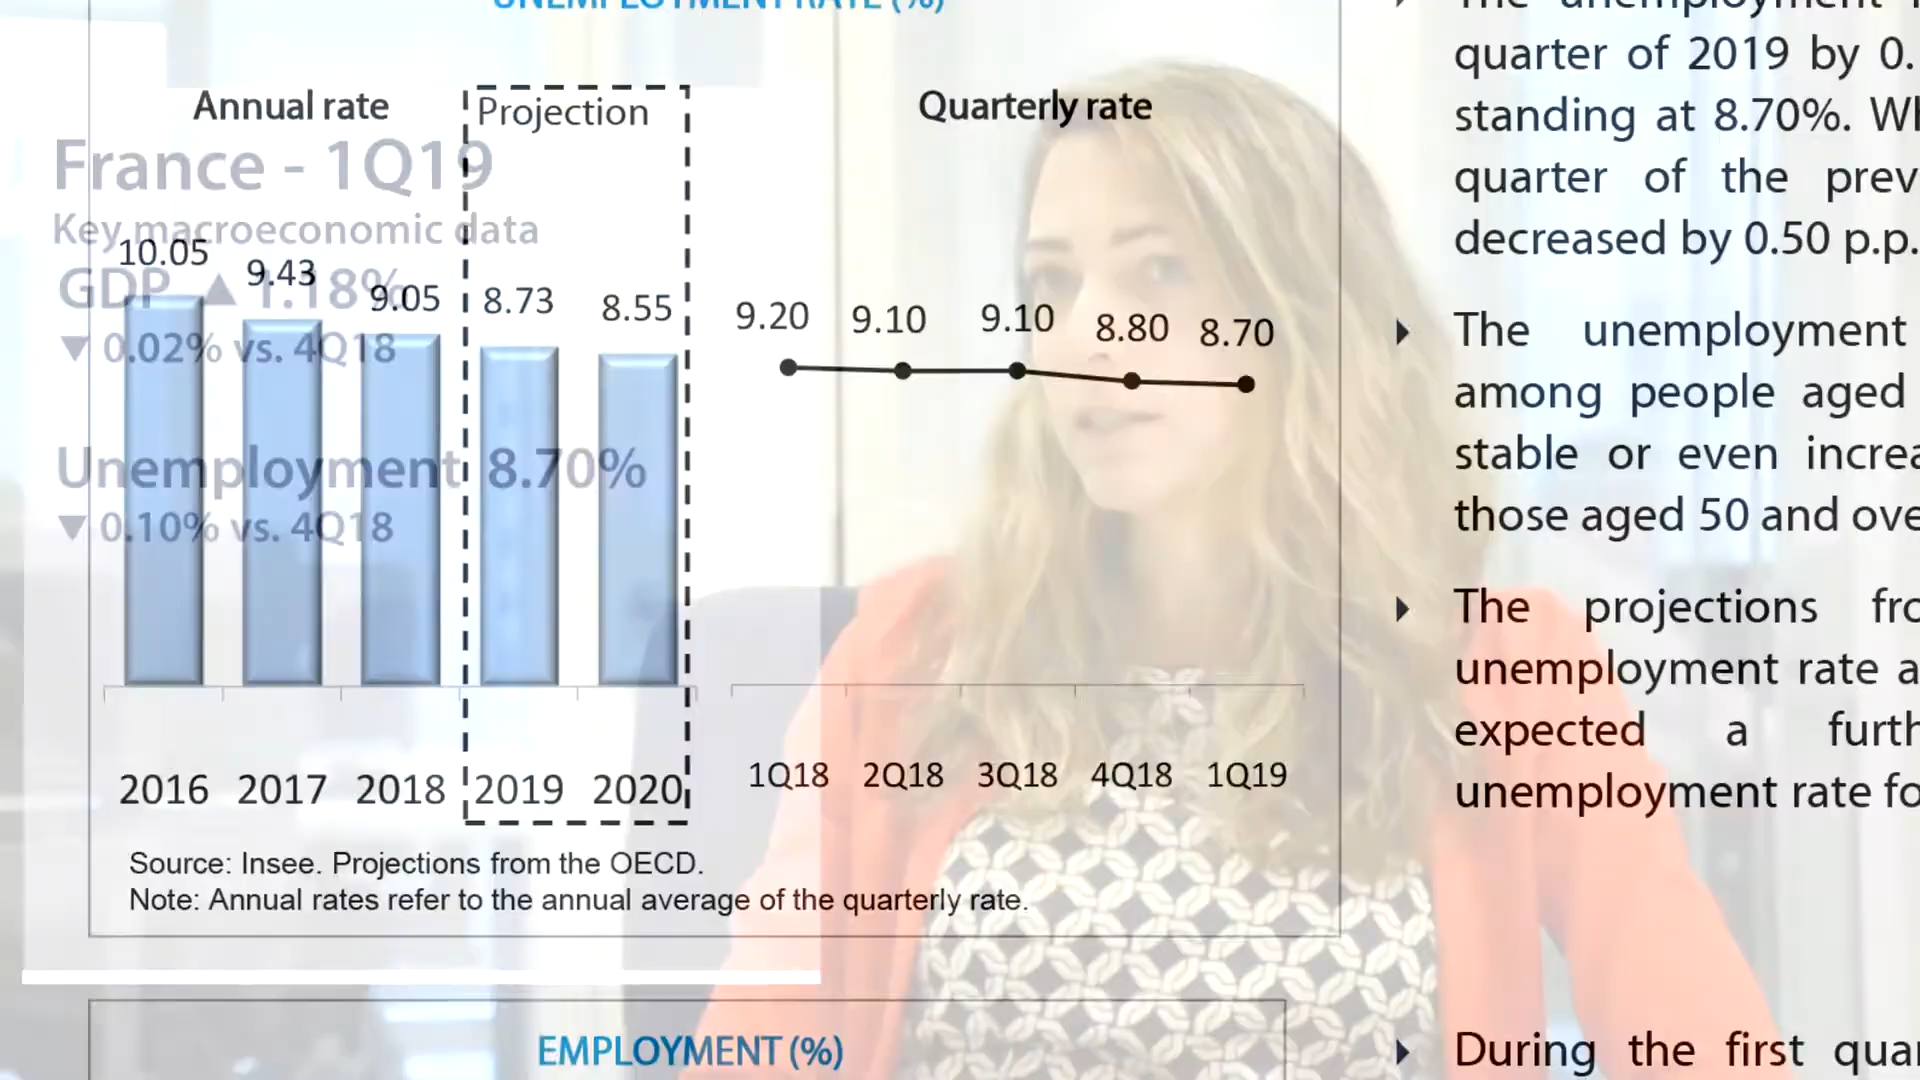 UNEMPLOYMENT RATE (%)
Annual rate
Projection
Quarterly rate
France - 1Q19
Key macroeconomic data
GDP ▲ 1.18%
▼ 0.02% vs. 4Q18
Unemployment 8.70%
▼ 0.10% vs. 4Q18
10.05 9.43 9.05 8.73 8.55
9.20 9.10 9.10 8.80 8.70
2016 2017 2018 2019 2020
1Q18 2Q18 3Q18 4Q18 1Q19
Source: Insee. Projections from the OECD.
Note: Annual rates refer to the annual average of the quarterly rate.
EMPLOYMENT (%)
The unemployment
quarter of 2019 by 0.
standing at 8.70%.
quarter of the
decreased by 0.50 p.p.
The unemployment
among people aged
stable or even
those aged 50 and
The projections
unemployment rate
expected a
unemployment rate
During the first